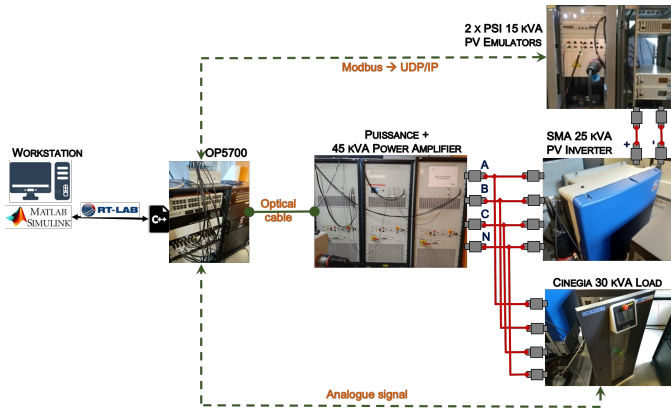 2 x PSI 15 KVA
PV EMULATORS
Modbus → UDP/IP
PUISSANCE +
45 KVA POWER AMPLIFIER
SMA 25 KVA
PV INVERTER
WORKSTATION
OP5700
A
B
C
N
+
-
Optical
cable
MATLAB
SIMULINK
RT-LAB
C++
CINEGIA 30 KVA LOAD
Analogue signal